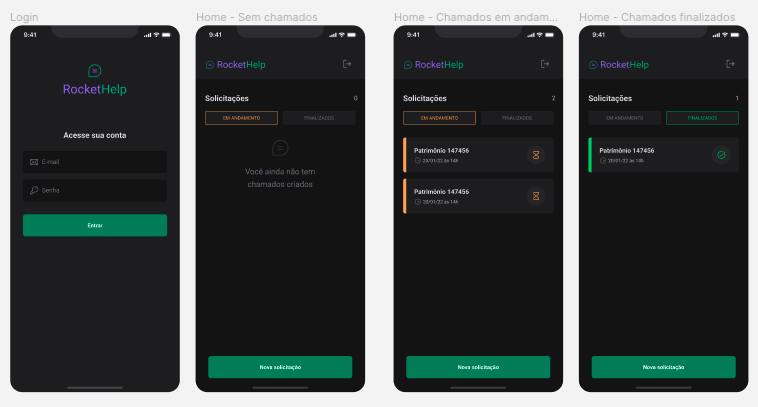 Login
9:41
RocketHelp
Acesse sua conta
E-mail
Senha
Entrar
Home - Sem chamados
9:41
RocketHelp
Solicitações 0
EM ANDAMENTO FINALIZADOS
Você ainda não tem
chamados criados
Nova solicitação
Home - Chamados em andam...
9:41
RocketHelp
Solicitações 2
EM ANDAMENTO FINALIZADOS
Patrimônio 147456
20/01/22 às 14h
Patrimônio 147456
20/01/22 às 14h
Nova solicitação
Home - Chamados finalizados
9:41
RocketHelp
Solicitações 1
EM ANDAMENTO FINALIZADOS
Patrimônio 147456
20/01/22 às 14h
Nova solicitação